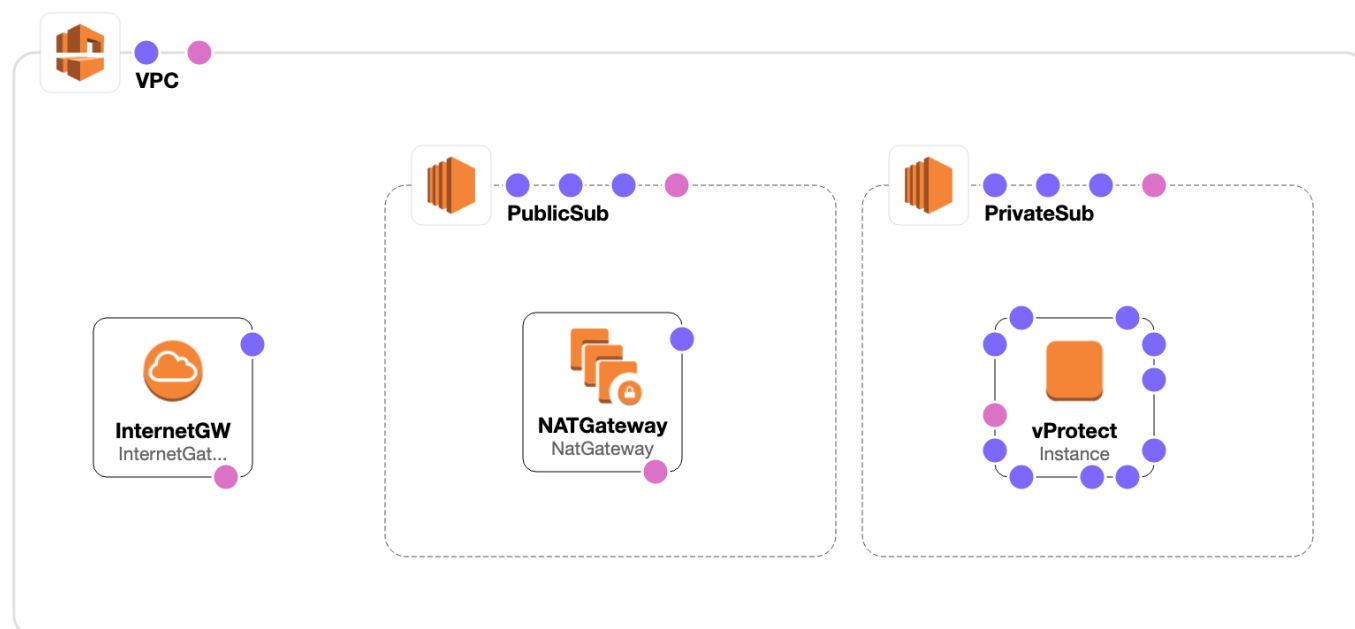 VPC
PublicSub
PrivateSub
InternetGW
InternetGat...
NATGateway
NatGateway
vProtect
Instance